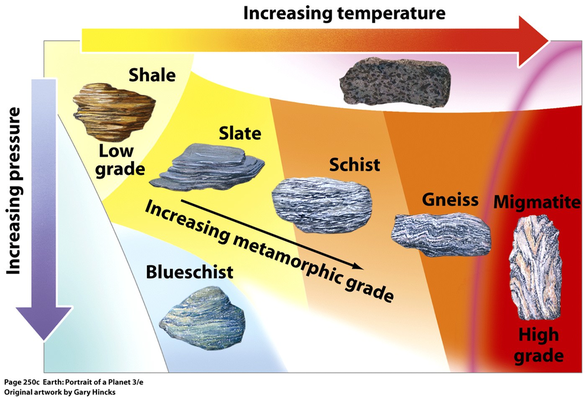 Increasing temperature
Increasing pressure
Shale
Low
grade
Slate
Schist
Gneiss
Migmatite
Increasing metamorphic grade
Blueschist
High
grade
Page 250c Earth: Portrait of a Planet 3/e
Original artwork by Gary Hincks